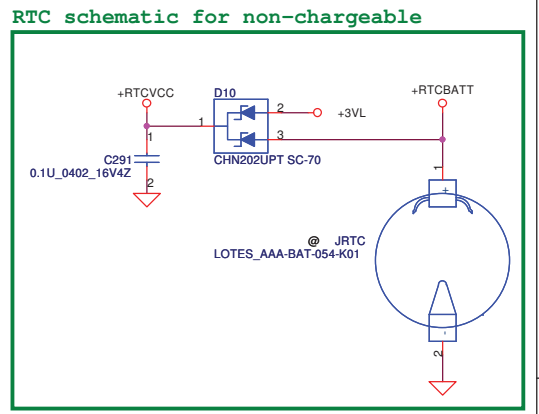 RTC schematic for non-chargeable
+RTCVCC
D10
+RTCBATT
2
+3VL
1
3
1
C291
0.1U_0402_16V4Z
2
CHN202UPT SC-70
1
+
@ JRTC
LOTES_AAA-BAT-054-K01
-
2